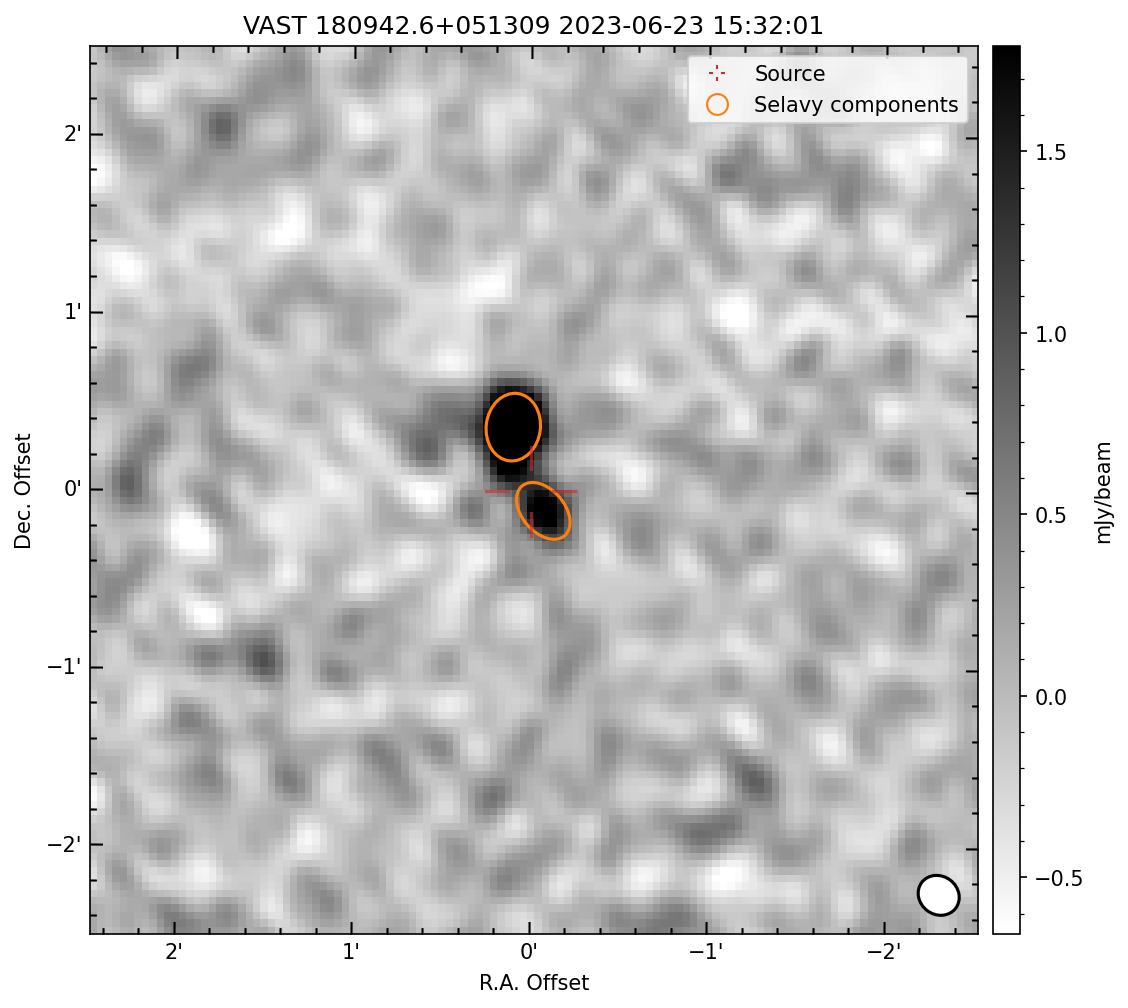 VAST 180942.6+051309 2023-06-23 15:32:01
Source
Selavy components
2'
1'
0'
−1'
−2'
Dec. Offset
2'
1'
0'
−1'
−2'
R.A. Offset
1.5
1.0
0.5
0.0
−0.5
mJy/beam